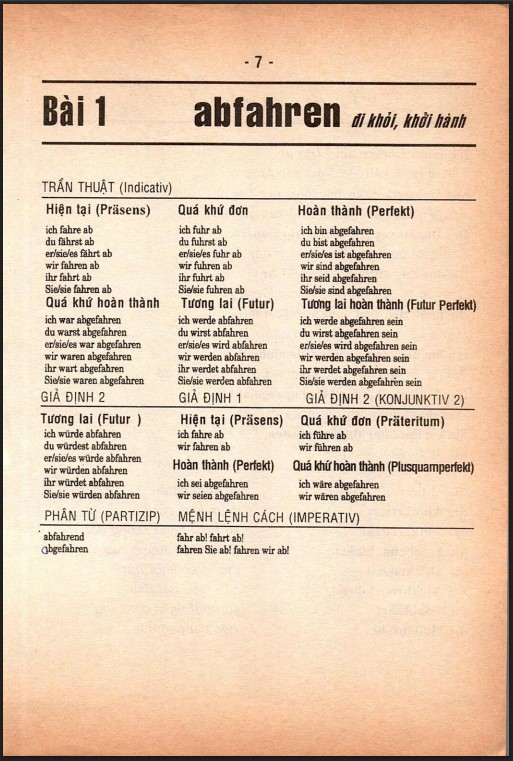 - 7 -
Bài 1 abfahren đi khỏi, khởi hành
TRẦN THUẬT (Indicativ)
Hiện tại (Präsens) Quá khứ đơn Hoàn thành (Perfekt)
ich fahre ab ich fuhr ab ich bin abgefahren
du fährst ab du fuhrst ab du bist abgefahren
er/sie/es fährt ab er/sie/es fuhr ab er/sie/es ist abgefahren
wir fahren ab wir fuhren ab wir sind abgefahren
ihr fahrt ab ihr fuhrt ab ihr seid abgefahren
Sie/sie fahren ab Sie/sie fuhren ab Sie/sie sind abgefahren
Quá khứ hoàn thành Tương lai (Futur) Tương lai hoàn thành (Futur Perfekt)
ich war abgefahren ich werde abfahren ich werde abgefahren sein
du warst abgefahren du wirst abfahren du wirst abgefahren sein
er/sie/es war abgefahren er/sie/es wird abfahren er/sie/es wird abgefahren sein
wir waren abgefahren wir werden abfahren wir werden abgefahren sein
ihr wart abgefahren ihr werdet abfahren ihr werdet abgefahren sein
Sie/sie waren abgefahren Sie/sie werden abfahren Sie/sie werden abgefahren sein
GIẢ ĐỊNH 2 GIẢ ĐỊNH 1 GIẢ ĐỊNH 2 (KONJUNKTIV 2)
Tương lai (Futur ) Hiện tại (Präsens) Quá khứ đơn (Präteritum)
ich würde abfahren ich fahre ab ich führe ab
du würdest abfahren wir fahren ab wir führen ab
er/sie/es würde abfahren
wir würden abfahren Hoàn thành (Perfekt) Quá khứ hoàn thành (Plusquamperfekt)
ihr würdet abfahren ich sei abgefahren ich wäre abgefahren
Sie/sie würden abfahren wir seien abgefahren wir wären abgefahren
PHÂN TỪ (PARTIZIP) MỆNH LỆNH CÁCH (IMPERATIV)
abfahrend fahr ab! fahrt ab!
abgefahren fahren Sie ab! fahren wir ab!